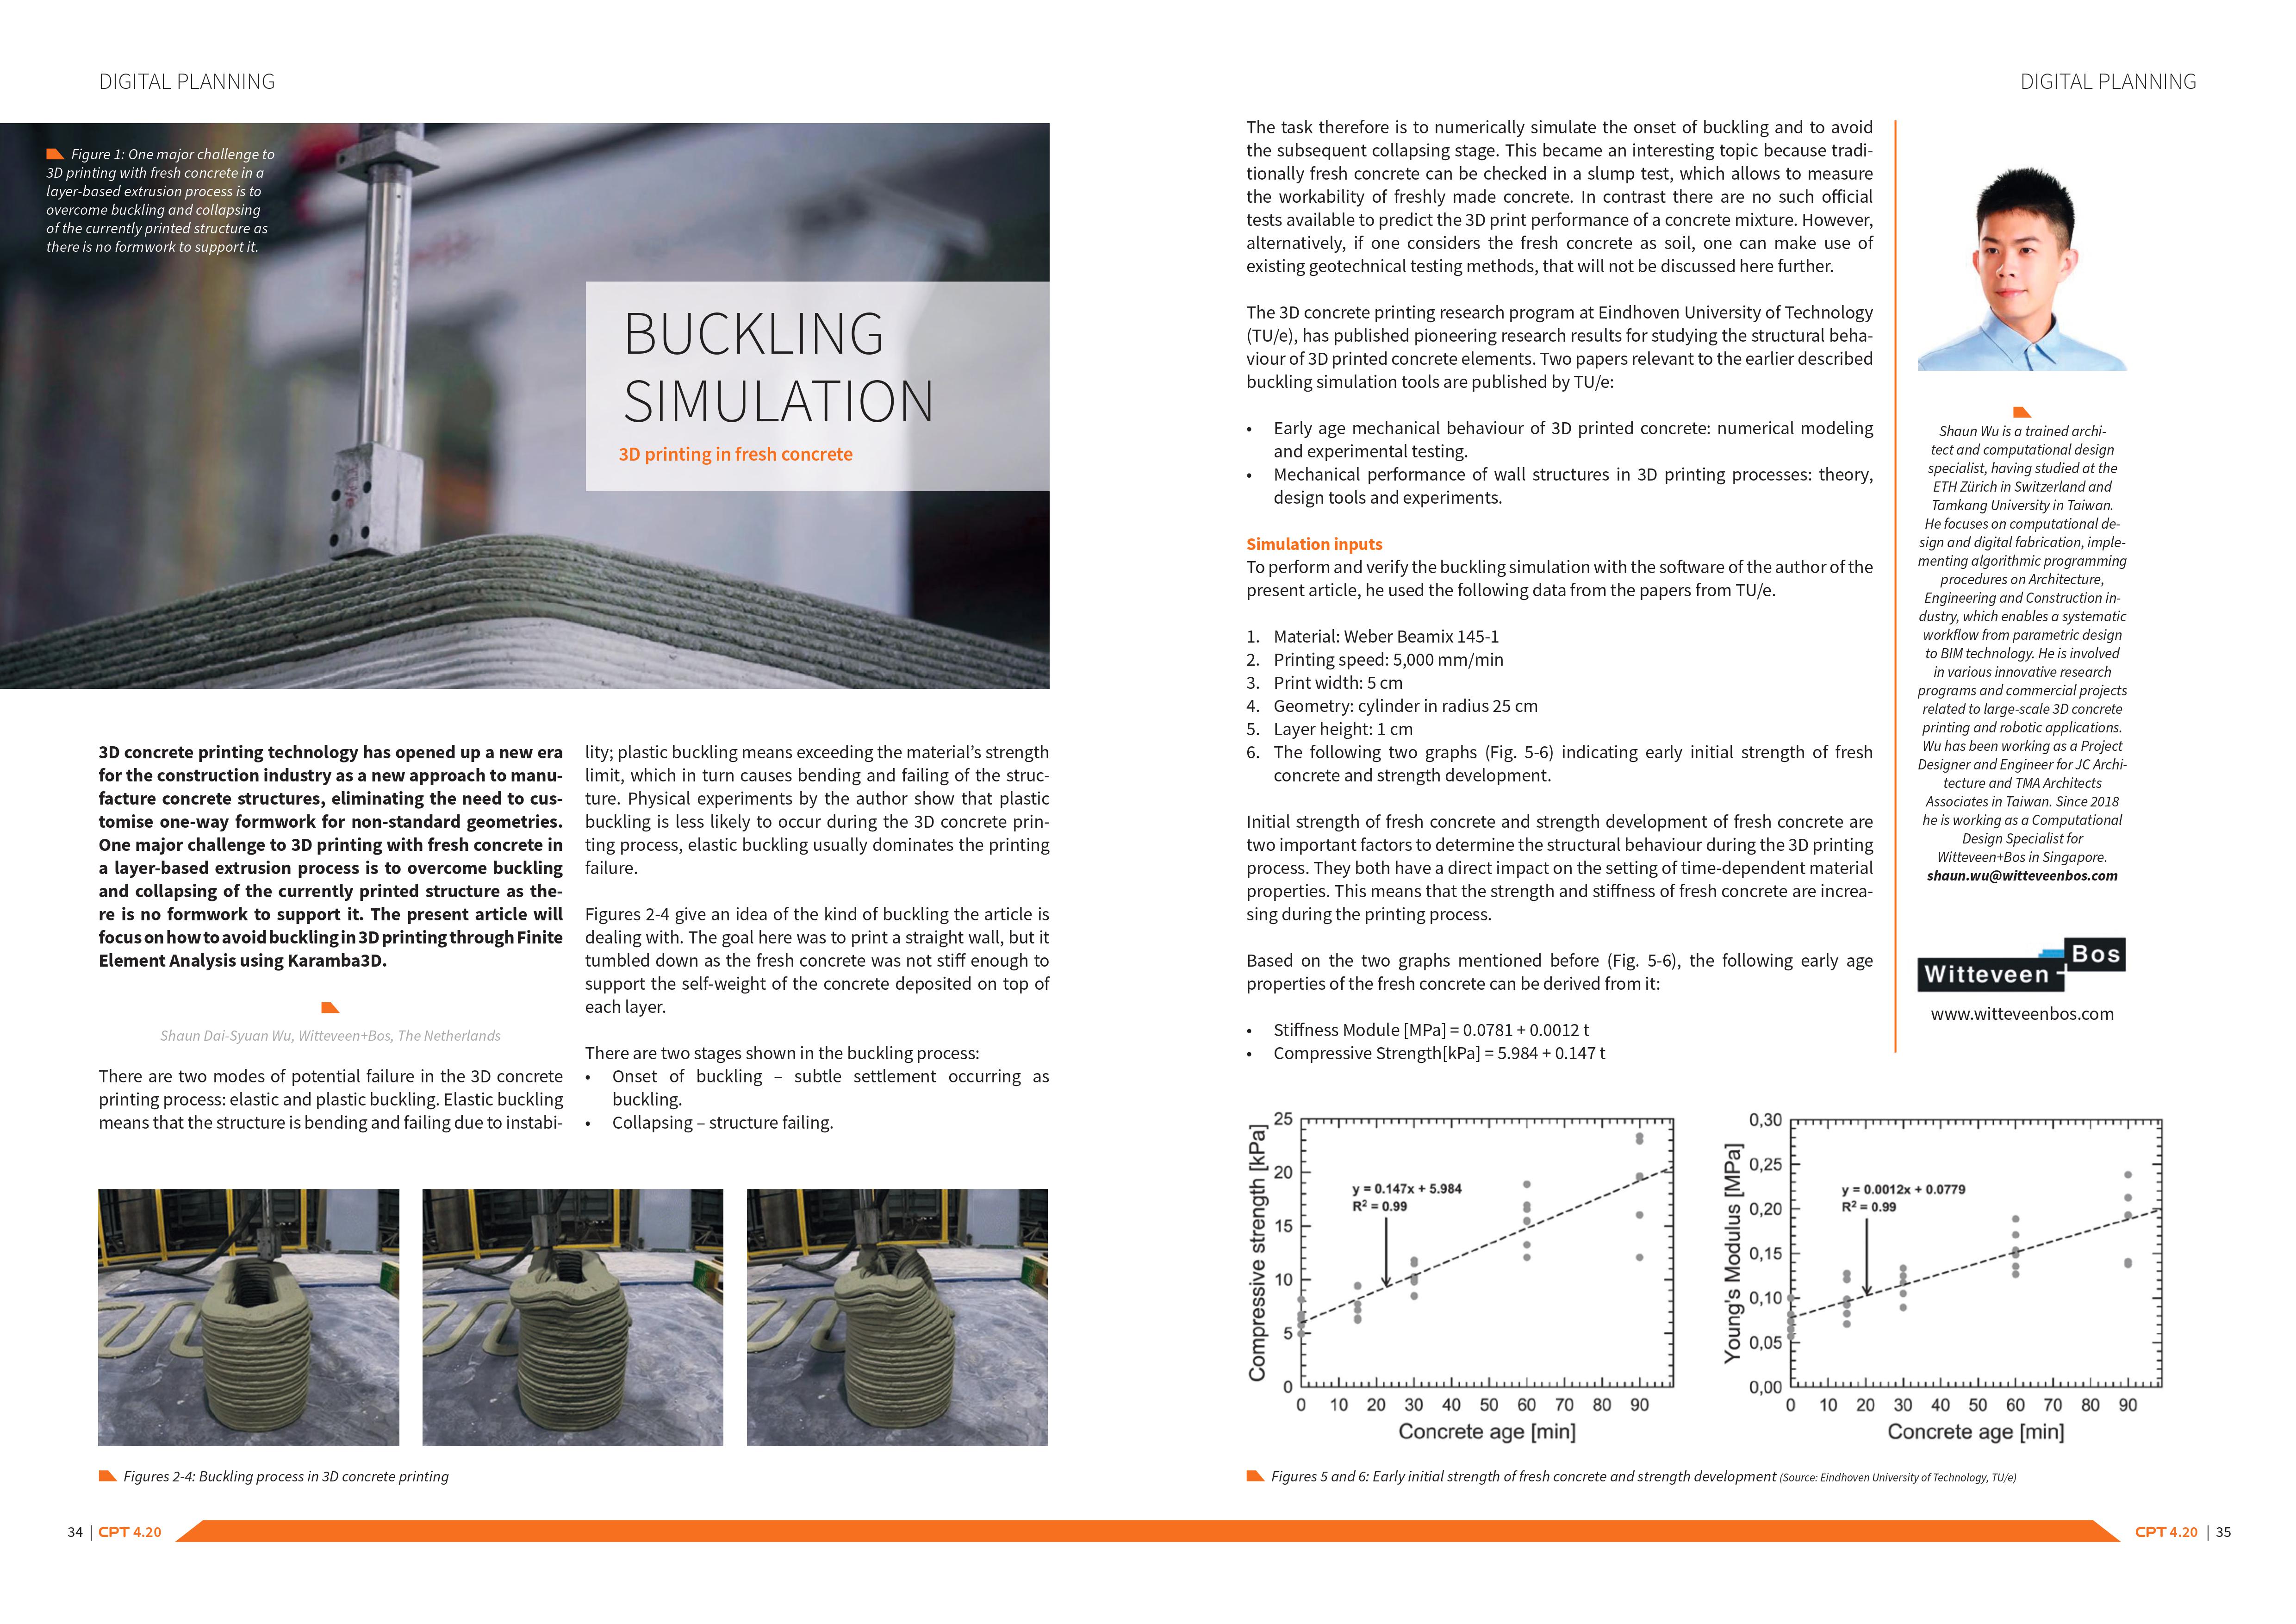 DIGITAL PLANNING
Figure 1: One major challenge to
3D printing with fresh concrete in a
layer-based extrusion process is to
overcome buckling and collapsing
of the currently printed structure as
there is no formwork to support it.
BUCKLING
SIMULATION
3D printing in fresh concrete
3D concrete printing technology has opened up a new era
for the construction industry as a new approach to manu-
facture concrete structures, eliminating the need to cus-
tomise one-way formwork for non-standard geometries.
One major challenge to 3D printing with fresh concrete in
a layer-based extrusion process is to overcome buckling
and collapsing of the currently printed structure as the-
re is no formwork to support it. The present article will
focus on how to avoid buckling in 3D printing through Finite
Element Analysis using Karamba3D.
Shaun Dai-Syuan Wu, Witteveen+Bos, The Netherlands
There are two modes of potential failure in the 3D concrete
printing process: elastic and plastic buckling. Elastic buckling
means that the structure is bending and failing due to instabi-
lity; plastic buckling means exceeding the material's strength
limit, which in turn causes bending and failing of the struc-
ture. Physical experiments by the author show that plastic
buckling is less likely to occur during the 3D concrete prin-
ting process, elastic buckling usually dominates the printing
failure.
Figures 2-4 give an idea of the kind of buckling the article is
dealing with. The goal here was to print a straight wall, but it
tumbled down as the fresh concrete was not stiff enough to
support the self-weight of the concrete deposited on top of
each layer.
There are two stages shown in the buckling process:
• Onset of buckling – subtle settlement occurring as
buckling.
• Collapsing – structure failing.
Figures 2-4: Buckling process in 3D concrete printing
34 | CPT 4.20
DIGITAL PLANNING
The task therefore is to numerically simulate the onset of buckling and to avoid
the subsequent collapsing stage. This became an interesting topic because tradi-
tionally fresh concrete can be checked in a slump test, which allows to measure
the workability of freshly made concrete. In contrast there are no such official
tests available to predict the 3D print performance of a concrete mixture. However,
alternatively, if one considers the fresh concrete as soil, one can make use of
existing geotechnical testing methods, that will not be discussed here further.
The 3D concrete printing research program at Eindhoven University of Technology
(TU/e), has published pioneering research results for studying the structural beha-
viour of 3D printed concrete elements. Two papers relevant to the earlier described
buckling simulation tools are published by TU/e:
• Early age mechanical behaviour of 3D printed concrete: numerical modeling
and experimental testing.
• Mechanical performance of wall structures in 3D printing processes: theory,
design tools and experiments.
Simulation inputs
To perform and verify the buckling simulation with the software of the author of the
present article, he used the following data from the papers from TU/e.
1. Material: Weber Beamix 145-1
2. Printing speed: 5,000 mm/min
3. Print width: 5 cm
4. Geometry: cylinder in radius 25 cm
5. Layer height: 1 cm
6. The following two graphs (Fig. 5-6) indicating early initial strength of fresh
concrete and strength development.
Initial strength of fresh concrete and strength development of fresh concrete are
two important factors to determine the structural behaviour during the 3D printing
process. They both have a direct impact on the setting of time-dependent material
properties. This means that the strength and stiffness of fresh concrete are increa-
sing during the printing process.
Based on the two graphs mentioned before (Fig. 5-6), the following early age
properties of the fresh concrete can be derived from it:
• Stiffness Module [MPa] = 0.0781 + 0.0012 t
• Compressive Strength[kPa] = 5.984 + 0.147 t
Shaun Wu is a trained archi-
tect and computational design
specialist, having studied at the
ETH Zürich in Switzerland and
Tamkang University in Taiwan.
He focuses on computational de-
sign and digital fabrication, imple-
menting algorithmic programming
procedures on Architecture,
Engineering and Construction in-
dustry, which enables a systematic
workflow from parametric design
to BIM technology. He is involved
in various innovative research
programs and commercial projects
related to large-scale 3D concrete
printing and robotic applications.
Wu has been working as a Project
Designer and Engineer for JC Archi-
tecture and TMA Architects
Associates in Taiwan. Since 2018
he is working as a Computational
Design Specialist for
Witteveen+Bos in Singapore.
shaun.wu@witteveenbos.com
Witteveen+Bos
www.witteveenbos.com
Compressive strength [kPa]
25
20
15
10
5
0
y = 0.147x + 5.984
R² = 0.99
0 10 20 30 40 50 60 70 80 90
Concrete age [min]
Young's Modulus [MPa]
0,30
0,25
0,20
0,15
0,10
0,05
0,00
y = 0.0012x + 0.0779
R² = 0.99
0 10 20 30 40 50 60 70 80 90
Concrete age [min]
Figures 5 and 6: Early initial strength of fresh concrete and strength development (Source: Eindhoven University of Technology, TU/e)
CPT 4.20 | 35